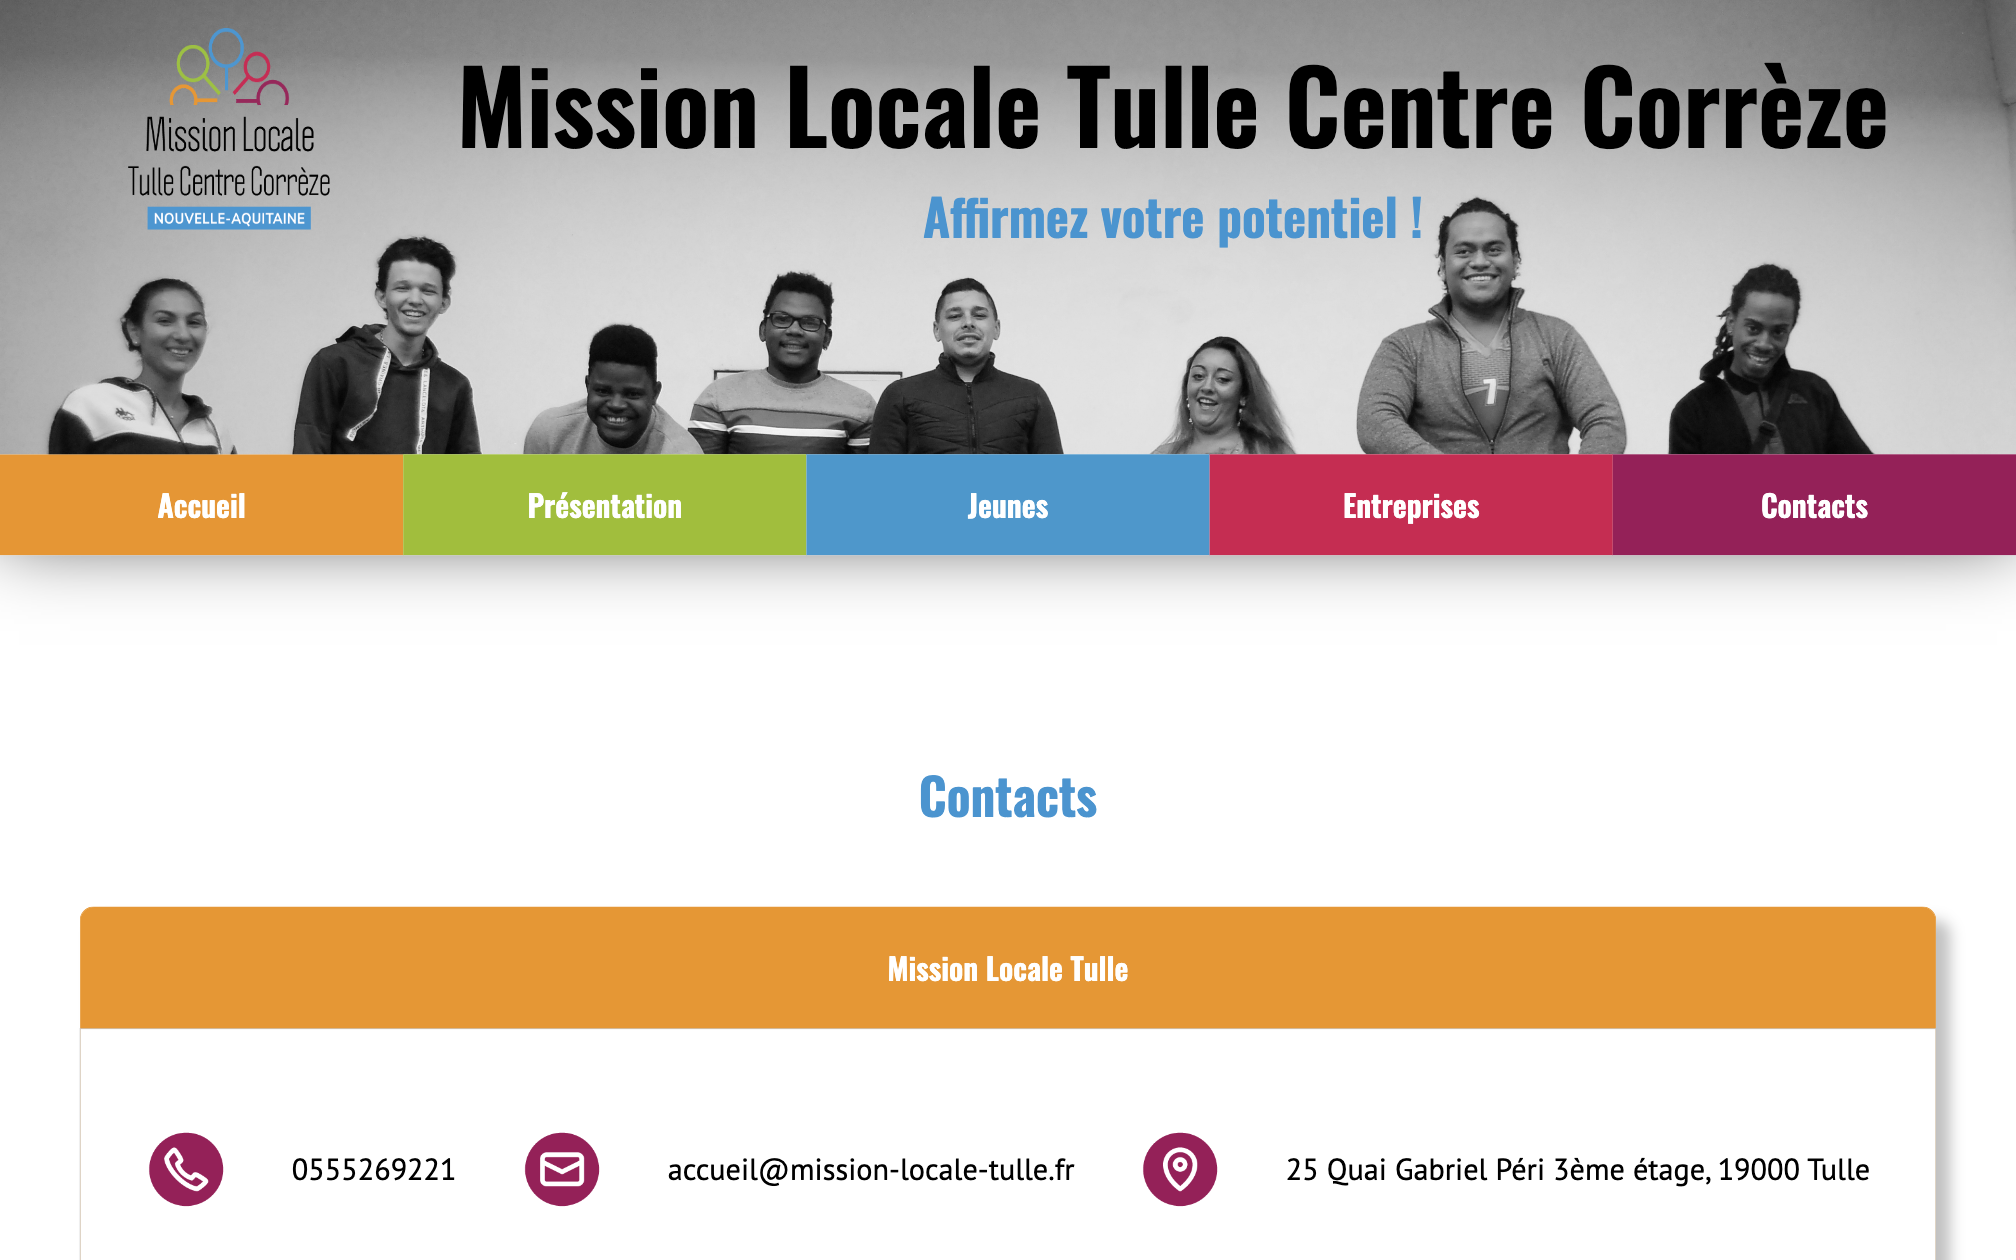 Mission Locale
Tulle Centre Corrèze
NOUVELLE-AQUITAINE
Mission Locale Tulle Centre Corrèze
Affirmez votre potentiel !
7
Accueil
Présentation
Jeunes
Entreprises
Contacts
Contacts
Mission Locale Tulle
0555269221
accueil@mission-locale-tulle.fr
25 Quai Gabriel Péri 3ème étage, 19000 Tulle